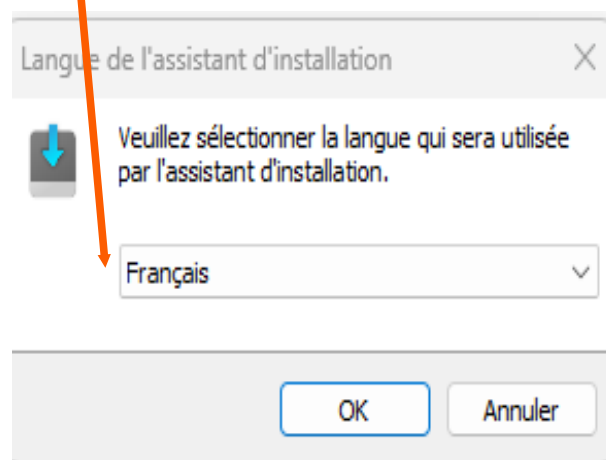 Langue de l'assistant d'installation
Veuillez sélectionner la langue qui sera utilisée
par l'assistant d'installation.
Français
OK Annuler